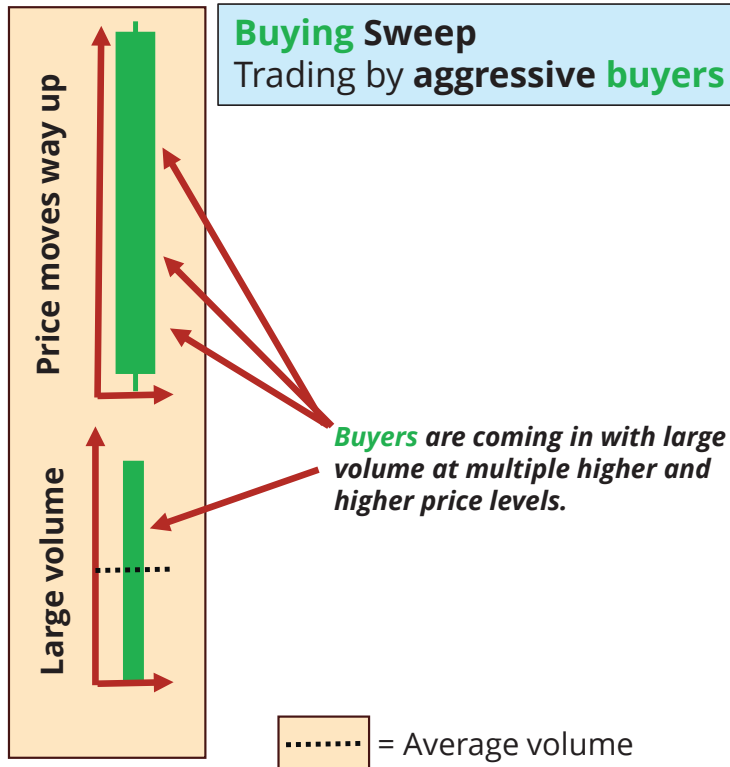 Buying Sweep
Trading by aggressive buyers
Price moves way up
Buyers are coming in with large
volume at multiple higher and
higher price levels.
Large volume
= Average volume